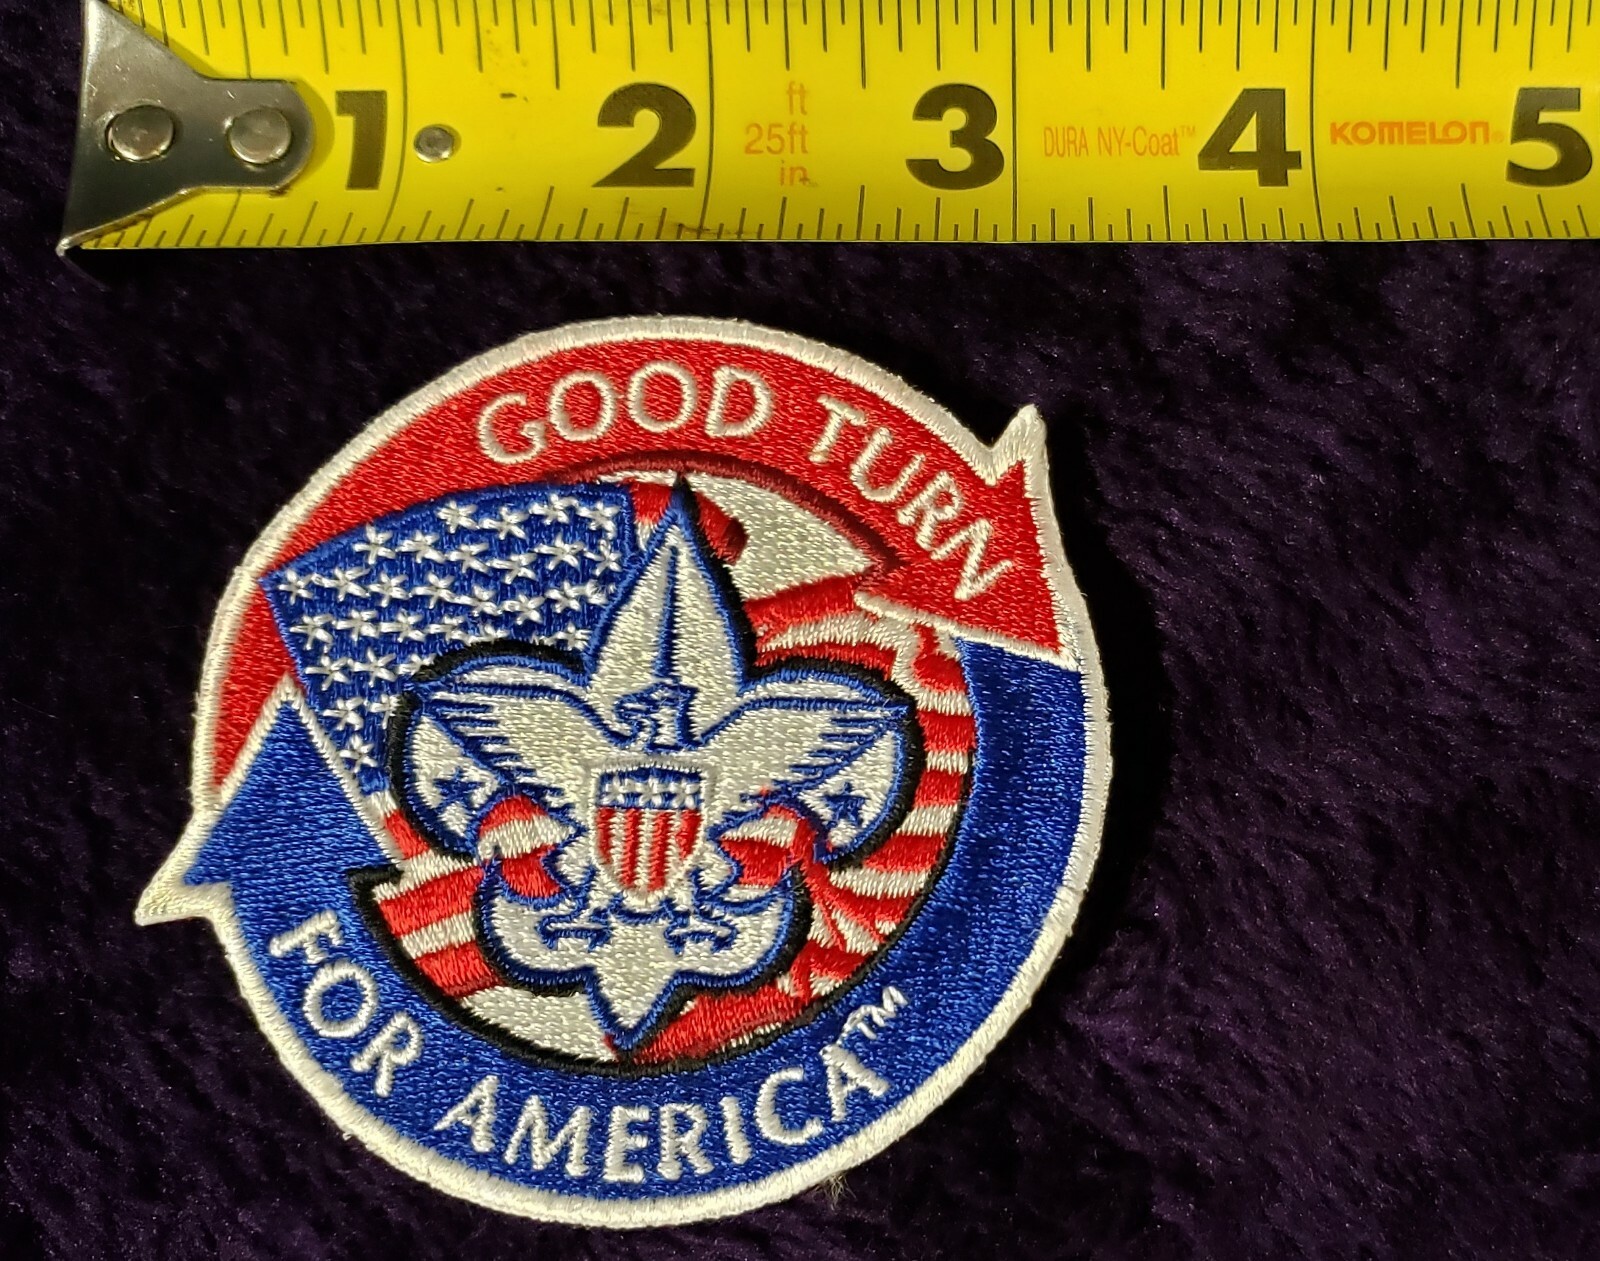 1 2 3 4 5
ft
25ft
in.
DURA NY-Coat™
KOMELON®
GOOD TURN
FOR AMERICA™